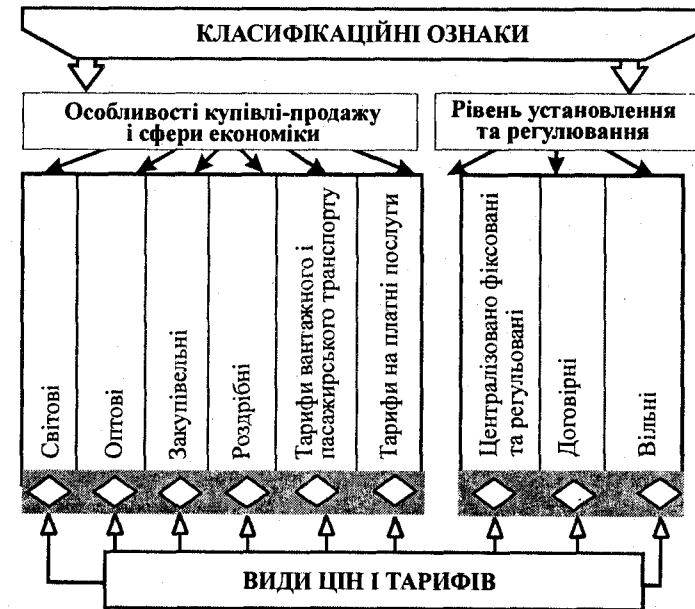 КЛАСИФІКАЦІЙНІ ОЗНАКИ
Особливості купівлі-продажу
і сфери економіки
Рівень установлення
та регулювання
Світові
Оптові
Закупівельні
Роздрібні
Тарифи вантажного і
пасажирського транспорту
Тарифи на платні послуги
Централізовано фіксовані
та регульовані
Договірні
Вільні
ВИДИ ЦІН І ТАРИФІВ